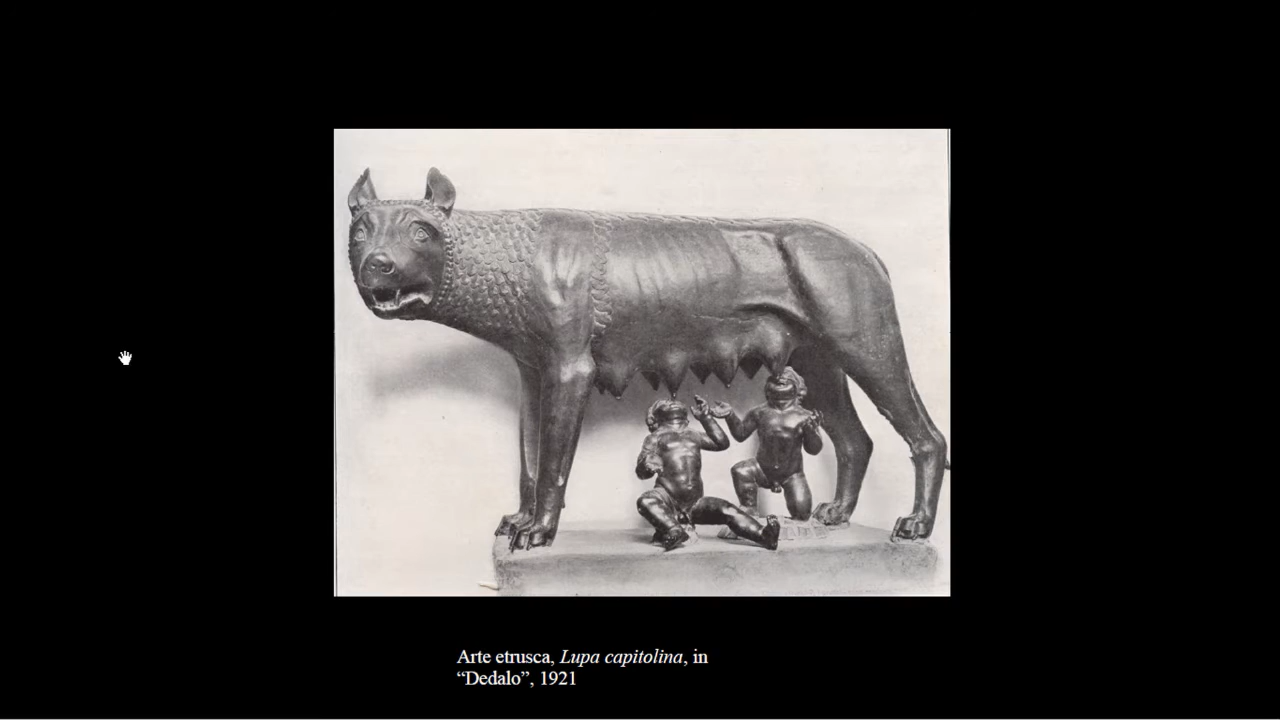 Arte etrusca, Lupa capitolina, in
“Dedalo”, 1921